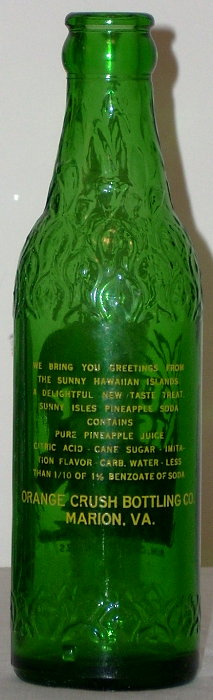 WE BRING YOU GREETINGS FROM
THE SUNNY HAWAIIAN ISLANDS
A DELIGHTFUL NEW TASTE TREAT.
SUNNY ISLES PINEAPPLE SODA
CONTAINS
PURE PINEAPPLE JUICE
CITRIC ACID - CANE SUGAR - IMITA-
TION FLAVOR - CARB. WATER - LESS
THAN 1/10 OF 1% BENZOATE OF SODA
ORANGE CRUSH BOTTLING CO.
MARION, VA.